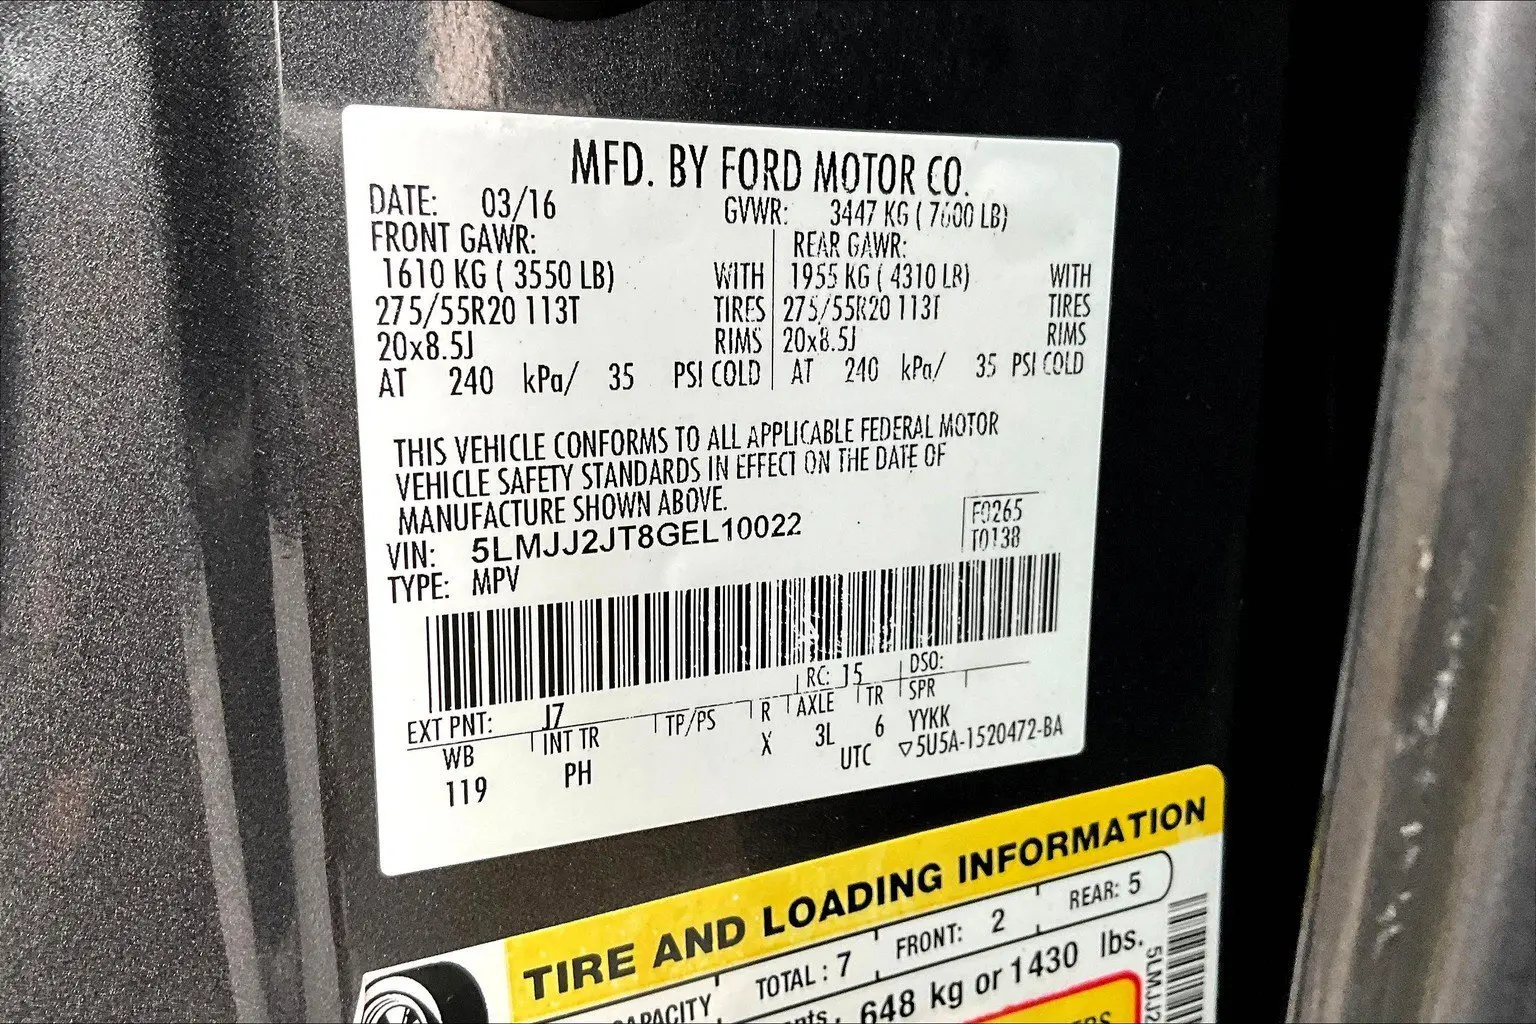 MFD. BY FORD MOTOR CO.
DATE: 03/16 GVWR: 3447 KG ( 7600 LB)
FRONT GAWR: REAR GAWR:
1610 KG ( 3550 LB) WITH 1955 KG ( 4310 LB) WITH
275/55R20 113T TIRES 275/55R20 113T TIRES
20x8.5J RIMS 20x8.5J RIMS
AT 240 kPa/ 35 PSI COLD AT 240 kPa/ 35 PSI COLD
THIS VEHICLE CONFORMS TO ALL APPLICABLE FEDERAL MOTOR
VEHICLE SAFETY STANDARDS IN EFFECT ON THE DATE OF
MANUFACTURE SHOWN ABOVE.
VIN: 5LMJJ2JT8GEL10022
F0265
T0138
TYPE: MPV
RC: 15 DSO:
EXT PNT: J7
WB INT TR TP/PS R AXLE TR SPR
119 PH X 3L 6 YYKK
UTC ▽5U5A-1520472-BA
TIRE AND LOADING INFORMATION
CAPACITY TOTAL : 7 FRONT: 2 REAR: 5
648 kg or 1430 lbs.
5LMJJ2